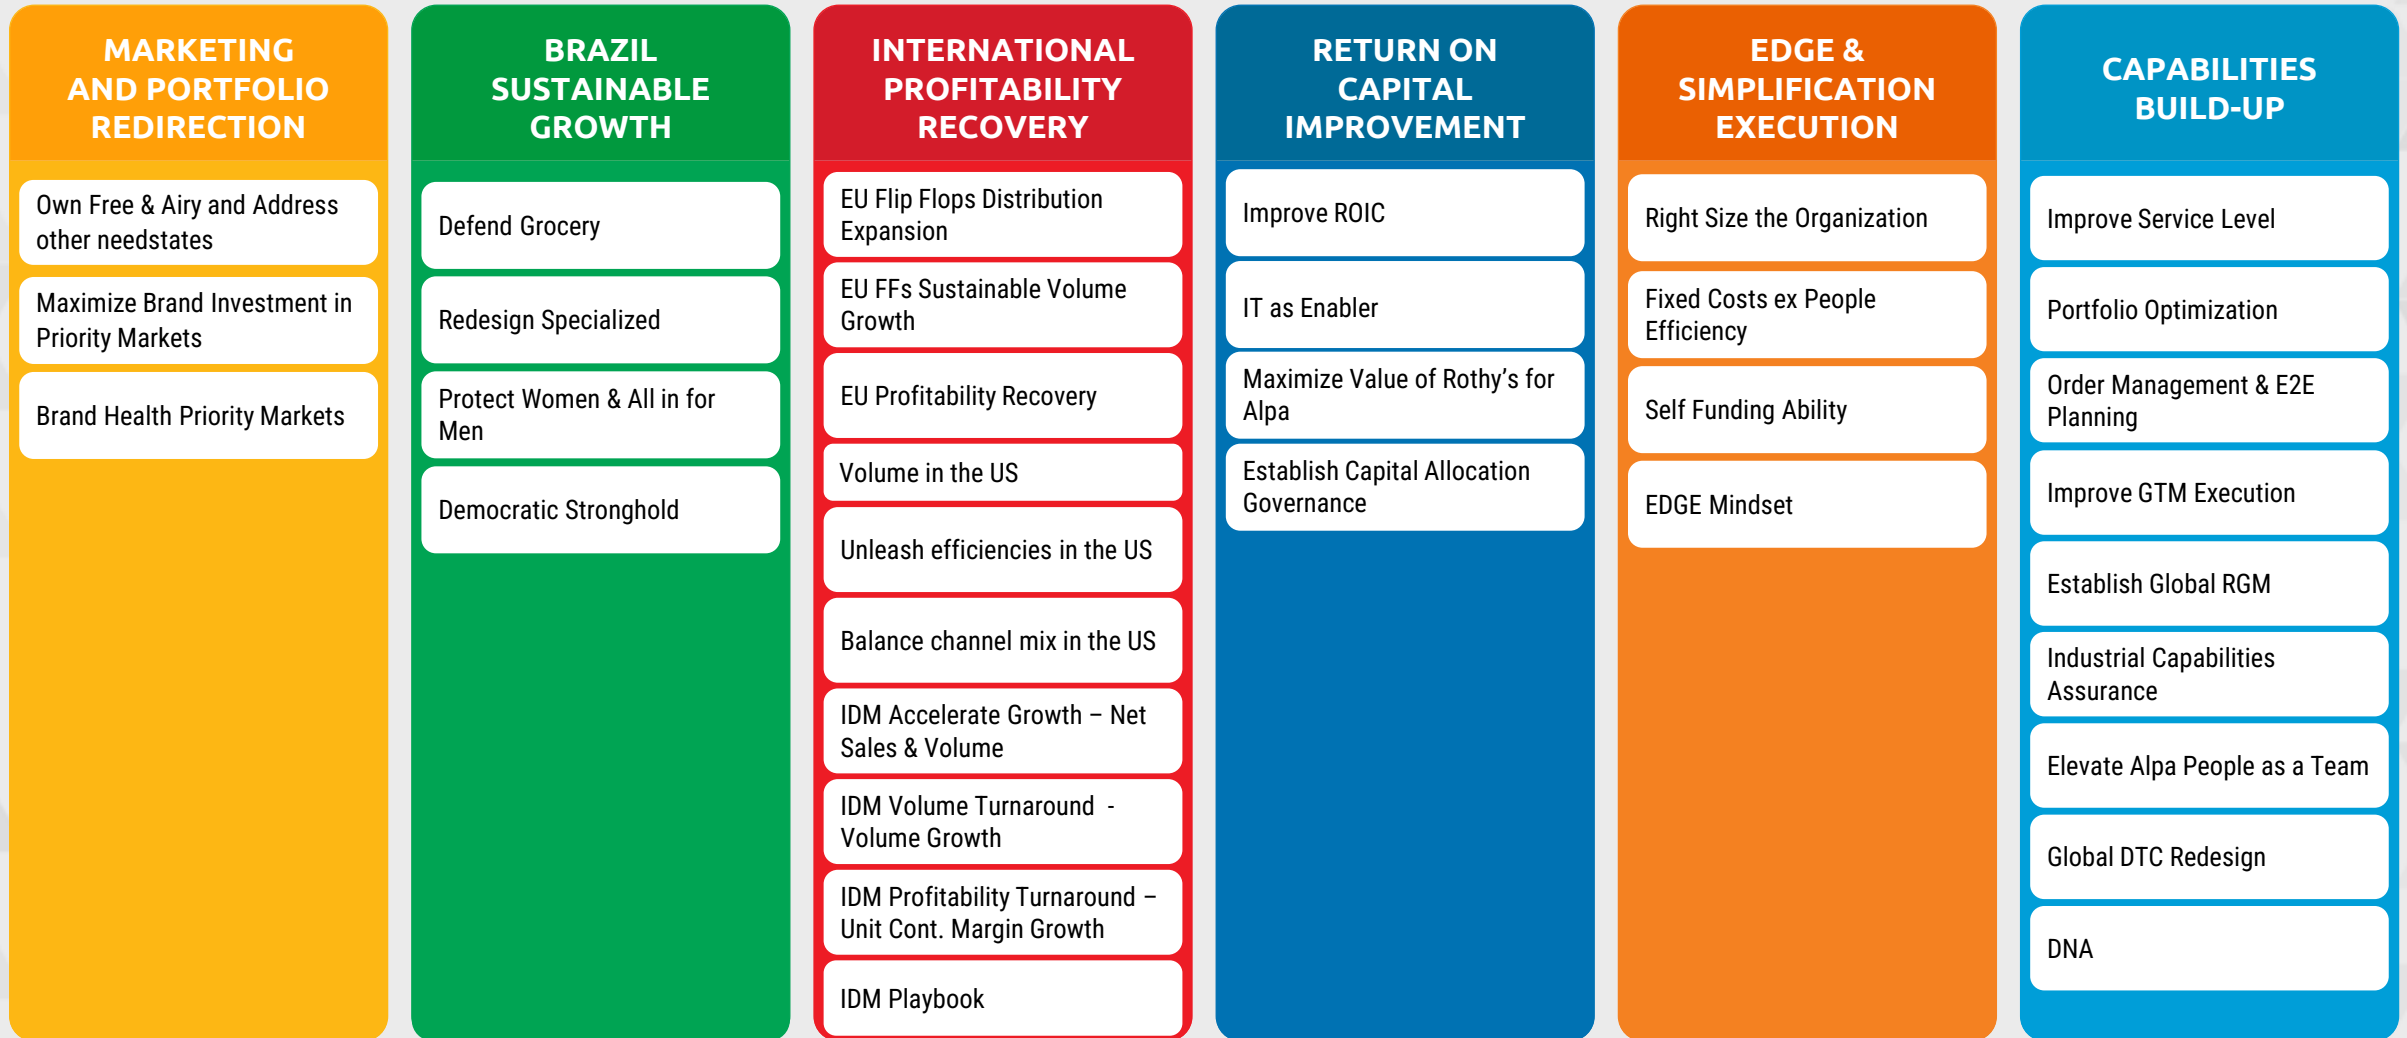 MARKETING
AND PORTFOLIO
REDIRECTION
Own Free & Airy and Address
other needstates
Maximize Brand Investment in
Priority Markets
Brand Health Priority Markets
BRAZIL
SUSTAINABLE
GROWTH
Defend Grocery
Redesign Specialized
Protect Women & All in for
Men
Democratic Stronghold
INTERNATIONAL
PROFITABILITY
RECOVERY
EU Flip Flops Distribution
Expansion
EU FFs Sustainable Volume
Growth
EU Profitability Recovery
Volume in the US
Unleash efficiencies in the US
Balance channel mix in the US
IDM Accelerate Growth – Net
Sales & Volume
IDM Volume Turnaround  -
Volume Growth
IDM Profitability Turnaround –
Unit Cont. Margin Growth
IDM Playbook
RETURN ON
CAPITAL
IMPROVEMENT
Improve ROIC
IT as Enabler
Maximize Value of Rothy’s for
Alpa
Establish Capital Allocation
Governance
EDGE &
SIMPLIFICATION
EXECUTION
Right Size the Organization
Fixed Costs ex People
Efficiency
Self Funding Ability
EDGE Mindset
CAPABILITIES
BUILD-UP
Improve Service Level
Portfolio Optimization
Order Management & E2E
Planning
Improve GTM Execution
Establish Global RGM
Industrial Capabilities
Assurance
Elevate Alpa People as a Team
Global DTC Redesign
DNA